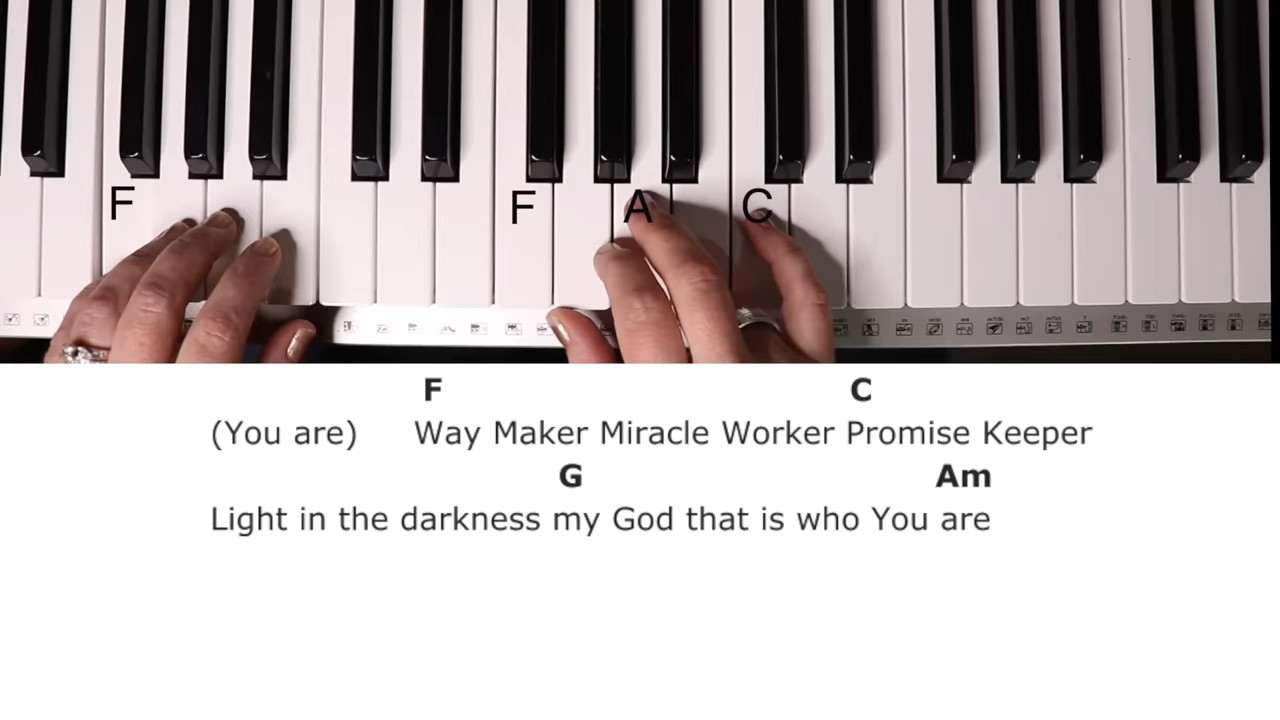 F F A C
F C
(You are) Way Maker Miracle Worker Promise Keeper
G Am
Light in the darkness my God that is who You are